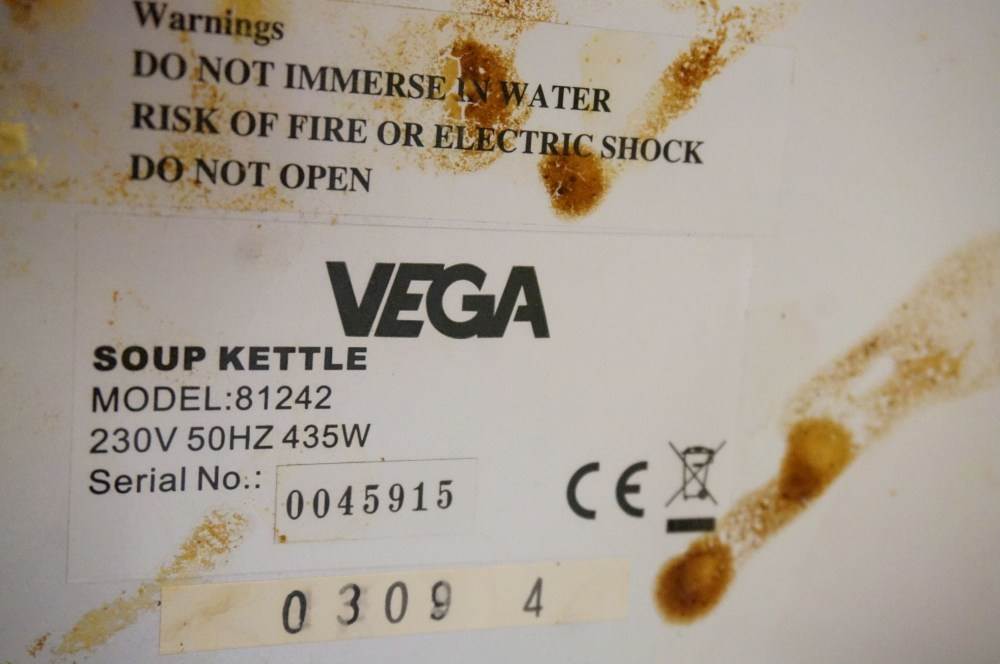 Warnings
DO NOT IMMERSE IN WATER
RISK OF FIRE OR ELECTRIC SHOCK
DO NOT OPEN
VEGA
SOUP KETTLE
MODEL:81242
230V 50HZ 435W
Serial No.: 0045915
CE
0309 4